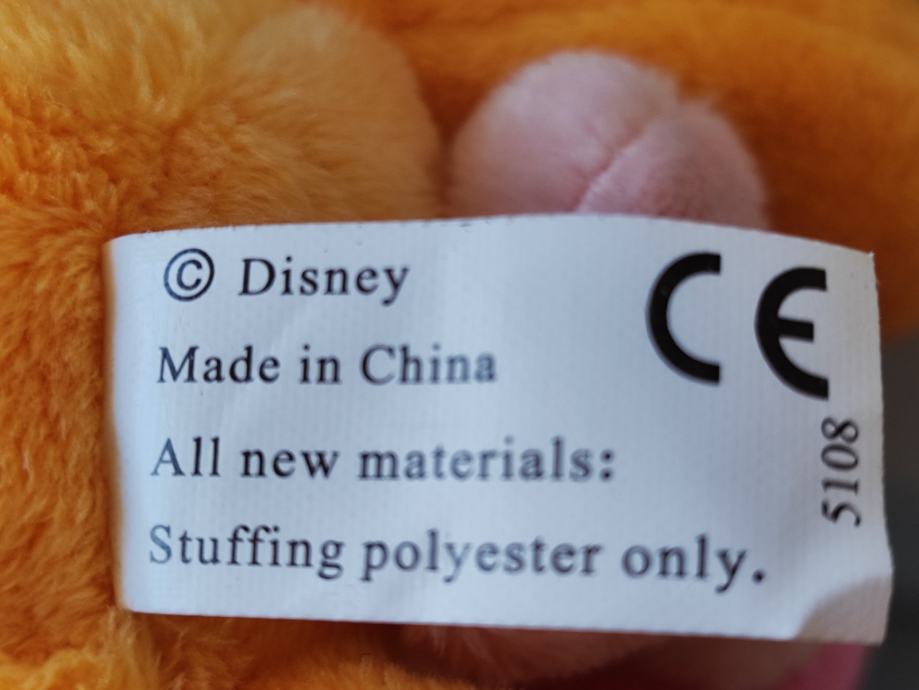 © Disney
Made in China
All new materials:
Stuffing polyester only.
CE
5108